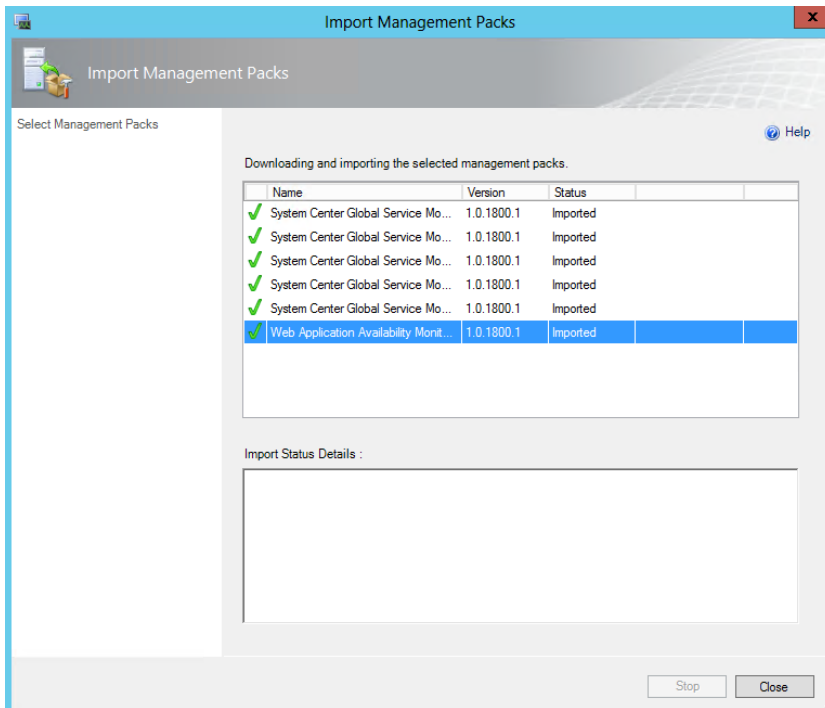 Import Management Packs
x
Import Management Packs
Select Management Packs
Help
Downloading and importing the selected management packs.
Name Version Status
System Center Global Service Mo... 1.0.1800.1 Imported
System Center Global Service Mo... 1.0.1800.1 Imported
System Center Global Service Mo... 1.0.1800.1 Imported
System Center Global Service Mo... 1.0.1800.1 Imported
System Center Global Service Mo... 1.0.1800.1 Imported
Web Application Availability Monit... 1.0.1800.1 Imported
Import Status Details :
Stop Close